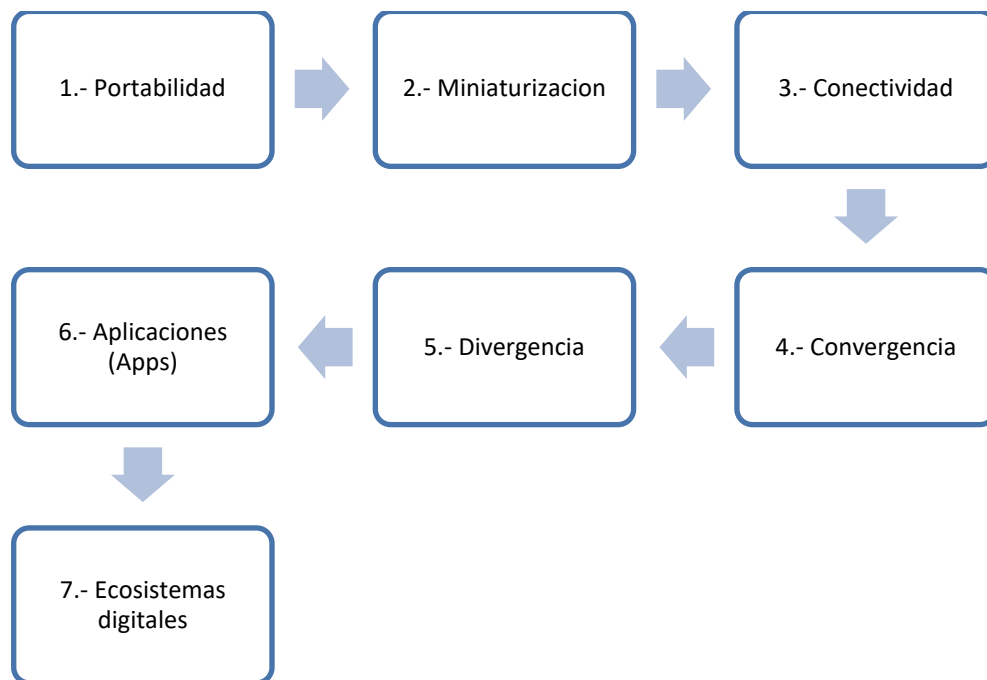 1.- Portabilidad
2.- Miniaturizacion
3.- Conectividad
4.- Convergencia
5.- Divergencia
6.- Aplicaciones
(Apps)
7.- Ecosistemas
digitales